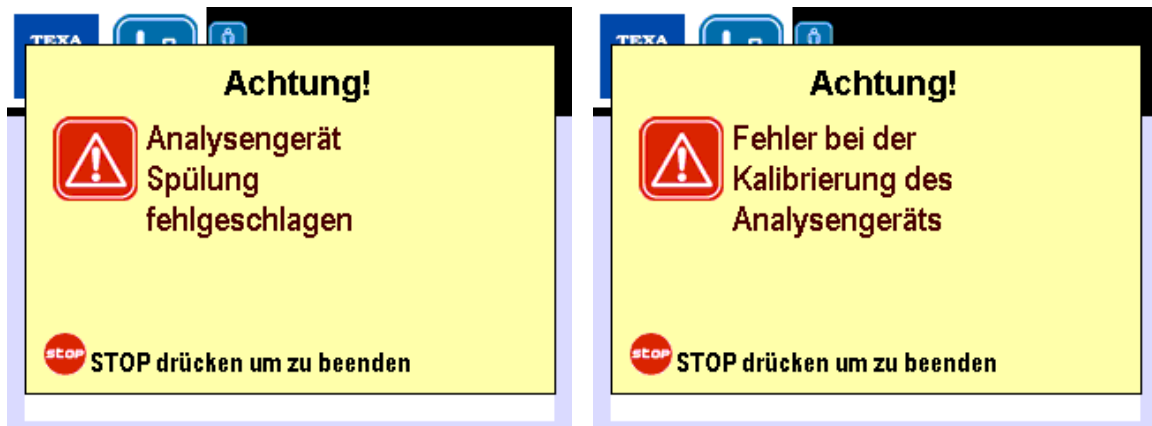 TEXA
Achtung!
Analysengerät
Spülung
fehlgeschlagen
stop STOP drücken um zu beenden
TEXA
Achtung!
Fehler bei der
Kalibrierung des
Analysengeräts
stop STOP drücken um zu beenden